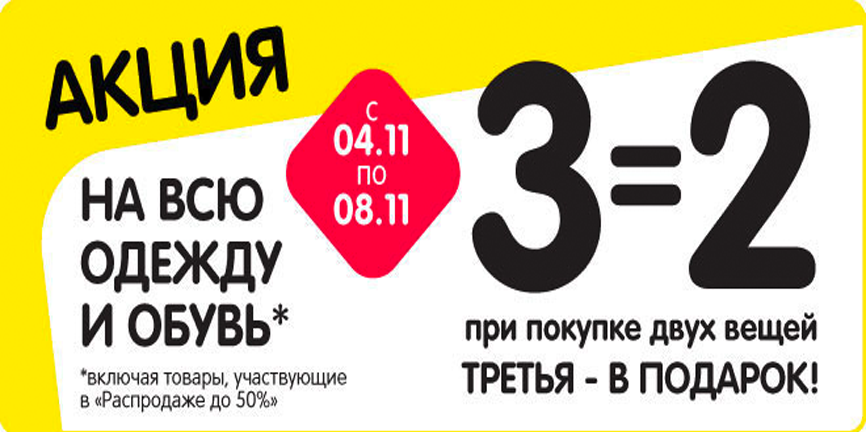 АКЦИЯ
НА ВСЮ
ОДЕЖДУ
И ОБУВЬ*
*включая товары, участвующие
в «Распродаже до 50%»
С
04.11
ПО
08.11
3=2
при покупке двух вещей
ТРЕТЬЯ - В ПОДАРОК!